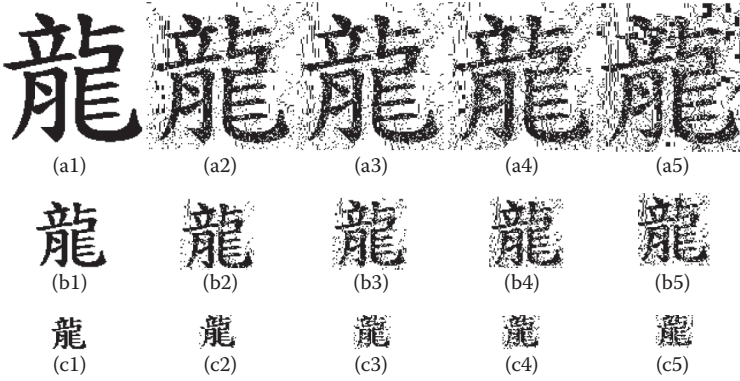 龍 龍 龍 龍 龍
(a1) (a2) (a3) (a4) (a5)
龍 龍 龍 龍 龍
(b1) (b2) (b3) (b4) (b5)
龍 龍 龍 龍 龍
(c1) (c2) (c3) (c4) (c5)